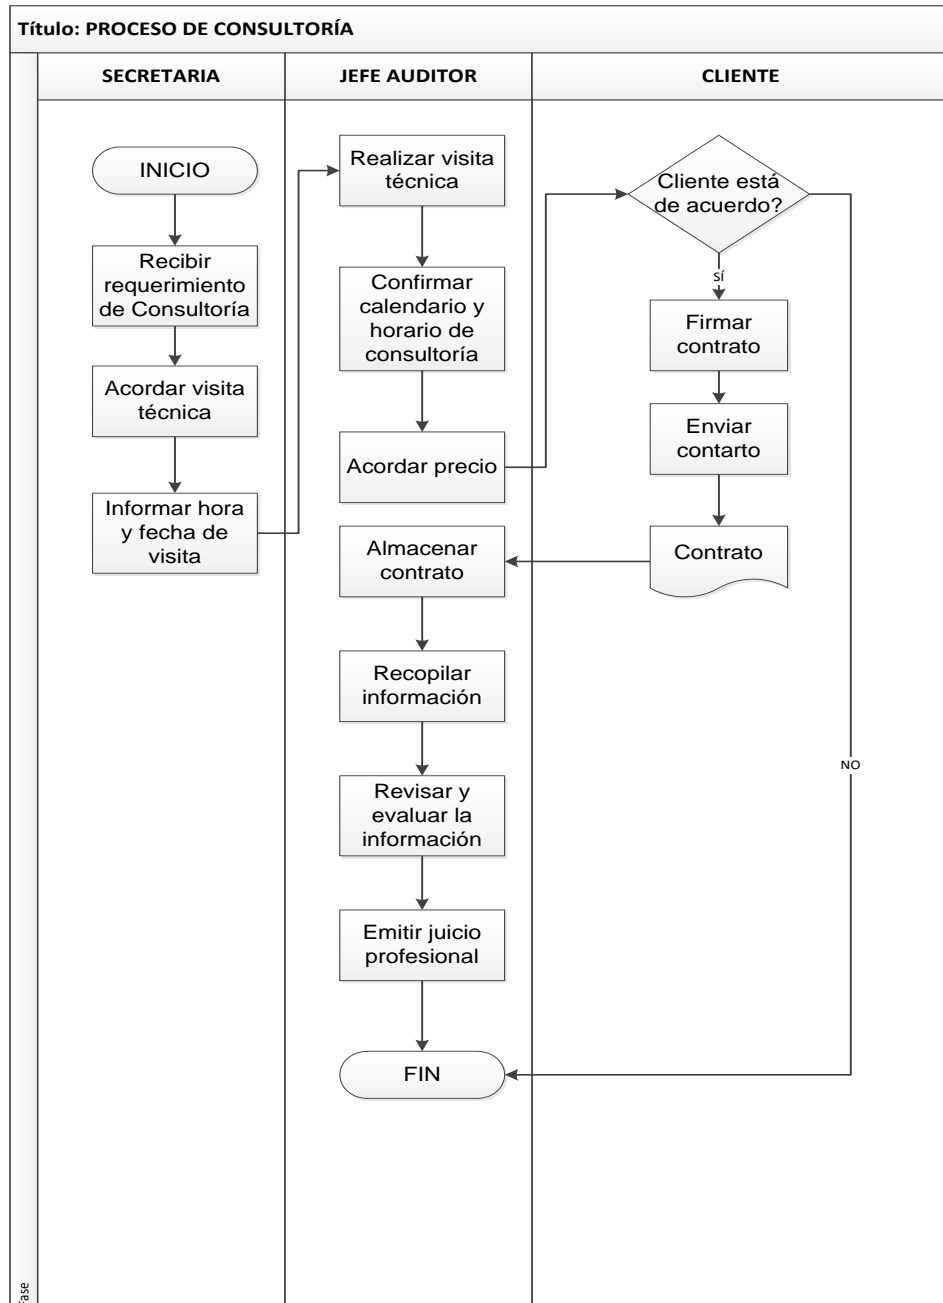 Título: PROCESO DE CONSULTORÍA
SECRETARIA
JEFE AUDITOR
CLIENTE
INICIO
Recibir
requerimiento
de Consultoría
Acordar visita
técnica
Informar hora
y fecha de
visita
Realizar visita
técnica
Confirmar
calendario y
horario de
consultoría
Acordar precio
Cliente está
de acuerdo?
sí
Firmar
contrato
Enviar
contarto
Contrato
Almacenar
contrato
Recopilar
información
Revisar y
evaluar la
información
Emitir juicio
profesional
NO
FIN
Fase